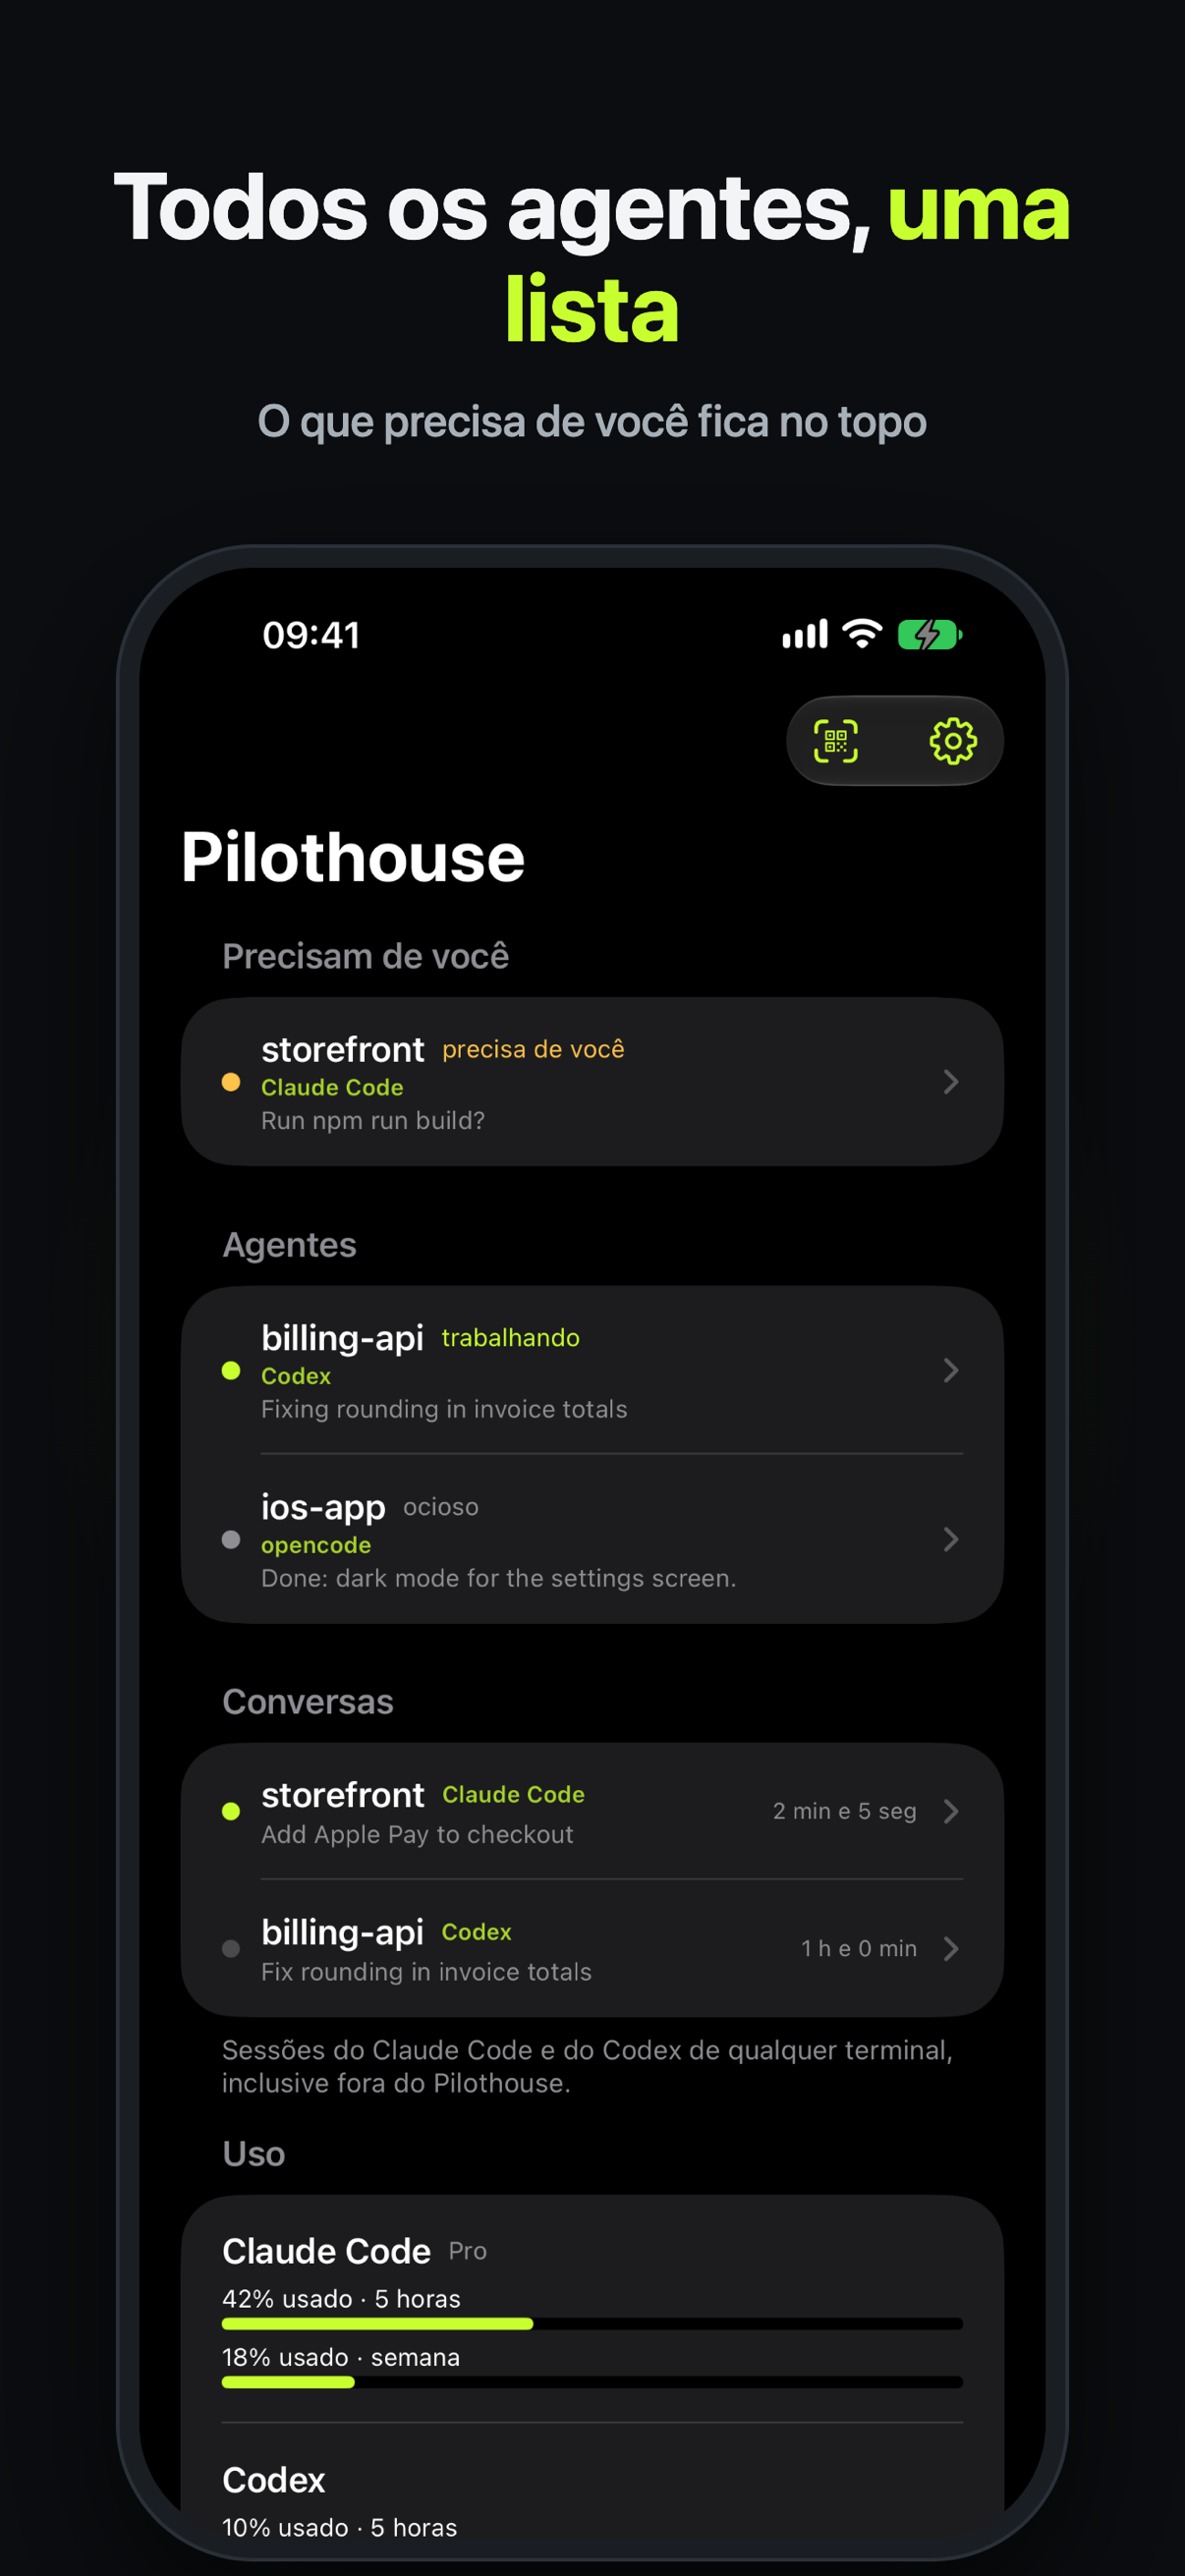 Todos os agentes, uma
lista
O que precisa de você fica no topo
09:41
Pilothouse
Precisam de você
storefront precisa de você
Claude Code
Run npm run build?
Agentes
billing-api trabalhando
Codex
Fixing rounding in invoice totals
ios-app ocioso
opencode
Done: dark mode for the settings screen.
Conversas
storefront Claude Code 2 min e 5 seg
Add Apple Pay to checkout
billing-api Codex 1 h e 0 min
Fix rounding in invoice totals
Sessões do Claude Code e do Codex de qualquer terminal,
inclusive fora do Pilothouse.
Uso
Claude Code Pro
42% usado · 5 horas
18% usado · semana
Codex
10% usado · 5 horas